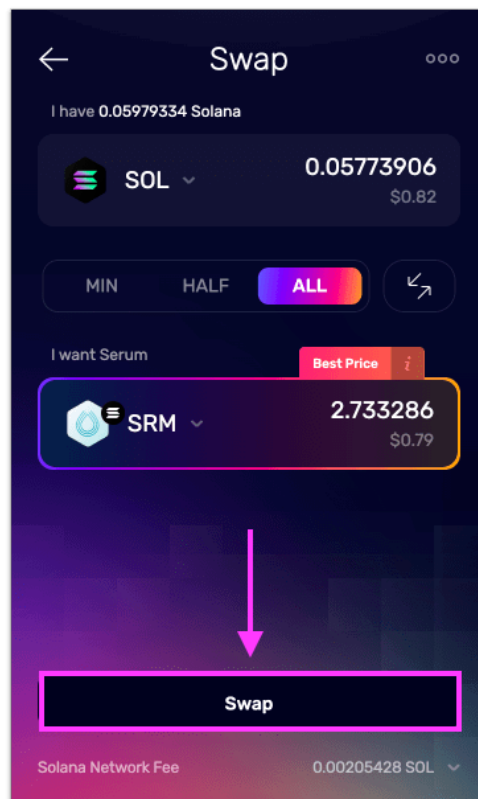 Swap
I have 0.05979334 Solana
SOL 0.05773906
$0.82
MIN HALF ALL
I want Serum
Best Price i
SRM 2.733286
$0.79
Swap
Solana Network Fee 0.00205428 SOL